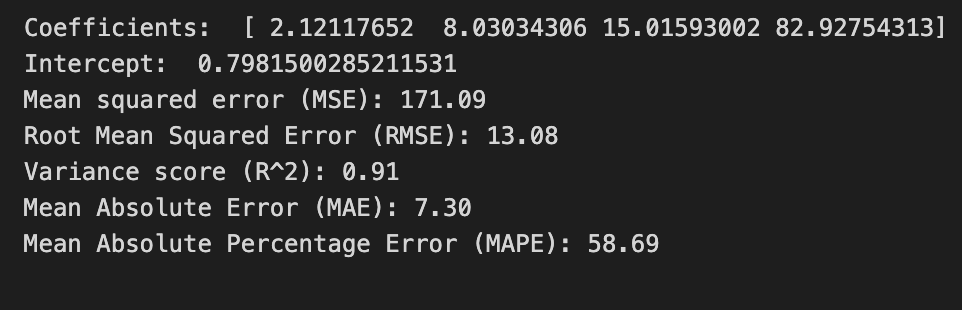 Coefficients:  [ 2.12117652  8.03034306 15.01593002 82.92754313]
Intercept:  0.7981500285211531
Mean squared error (MSE): 171.09
Root Mean Squared Error (RMSE): 13.08
Variance score (R^2): 0.91
Mean Absolute Error (MAE): 7.30
Mean Absolute Percentage Error (MAPE): 58.69